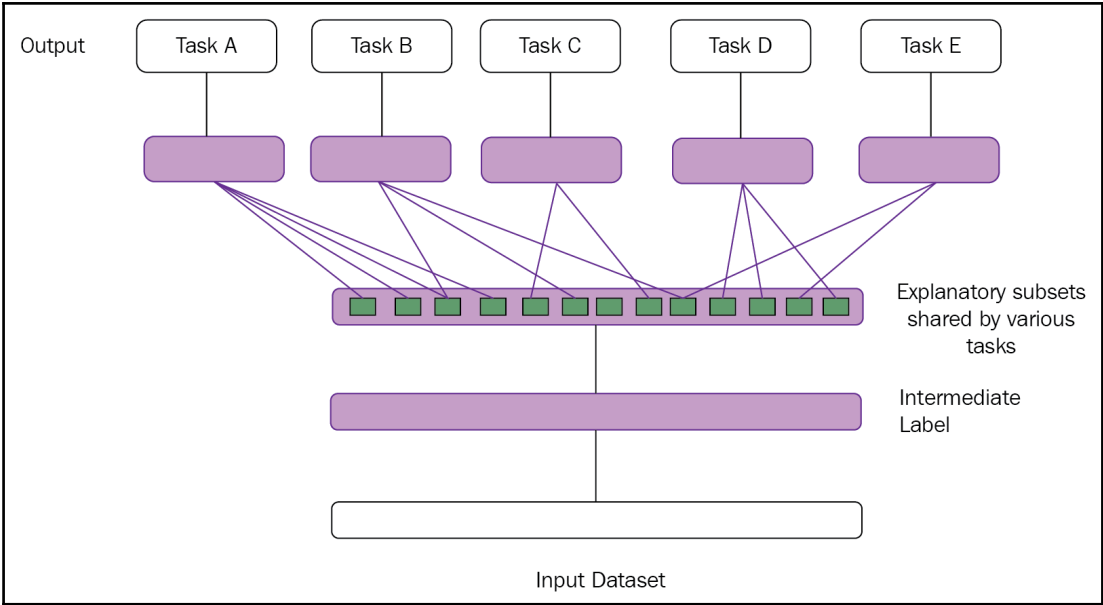 Output
Task A
Task B
Task C
Task D
Task E
Explanatory subsets
shared by various
tasks
Intermediate
Label
Input Dataset